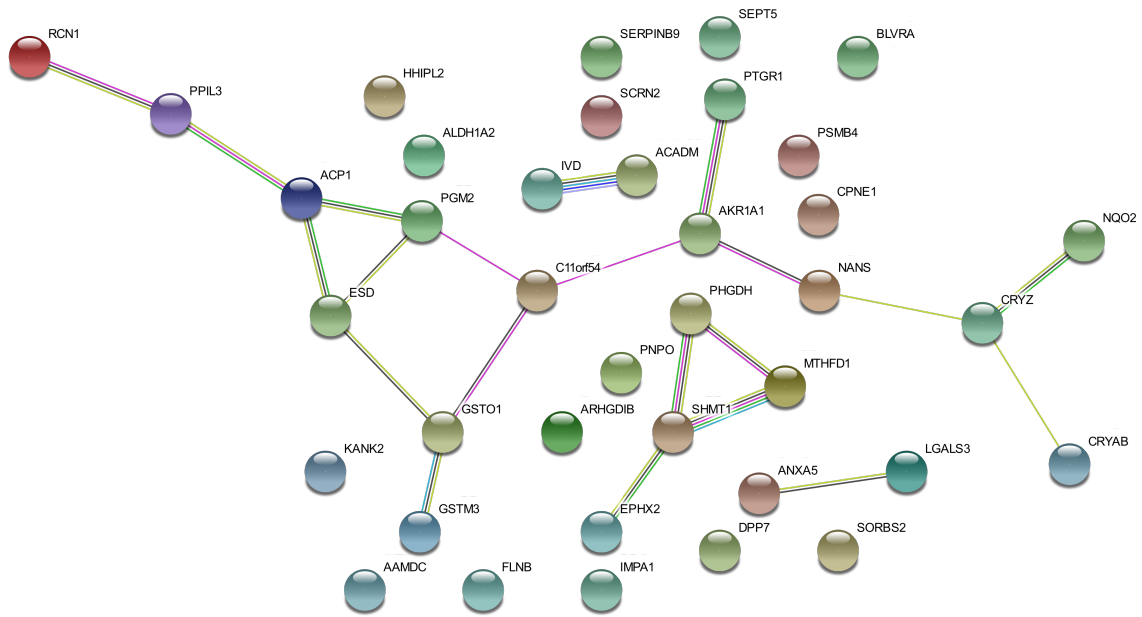 RCN1
SEPT5
SERPINB9
BLVRA
HHIPL2
PTGR1
PPIL3
SCRN2
ALDH1A2
PSMB4
ACADM
IVD
ACP1
PGM2
CPNE1
AKR1A1
NQO2
C11orf54
NANS
ESD
PHGDH
CRYZ
PNPO
MTHFD1
GSTO1
ARHGDIB
SHMT1
KANK2
LGALS3
CRYAB
ANXA5
GSTM3
EPHX2
DPP7
SORBS2
AAMDC
FLNB
IMPA1